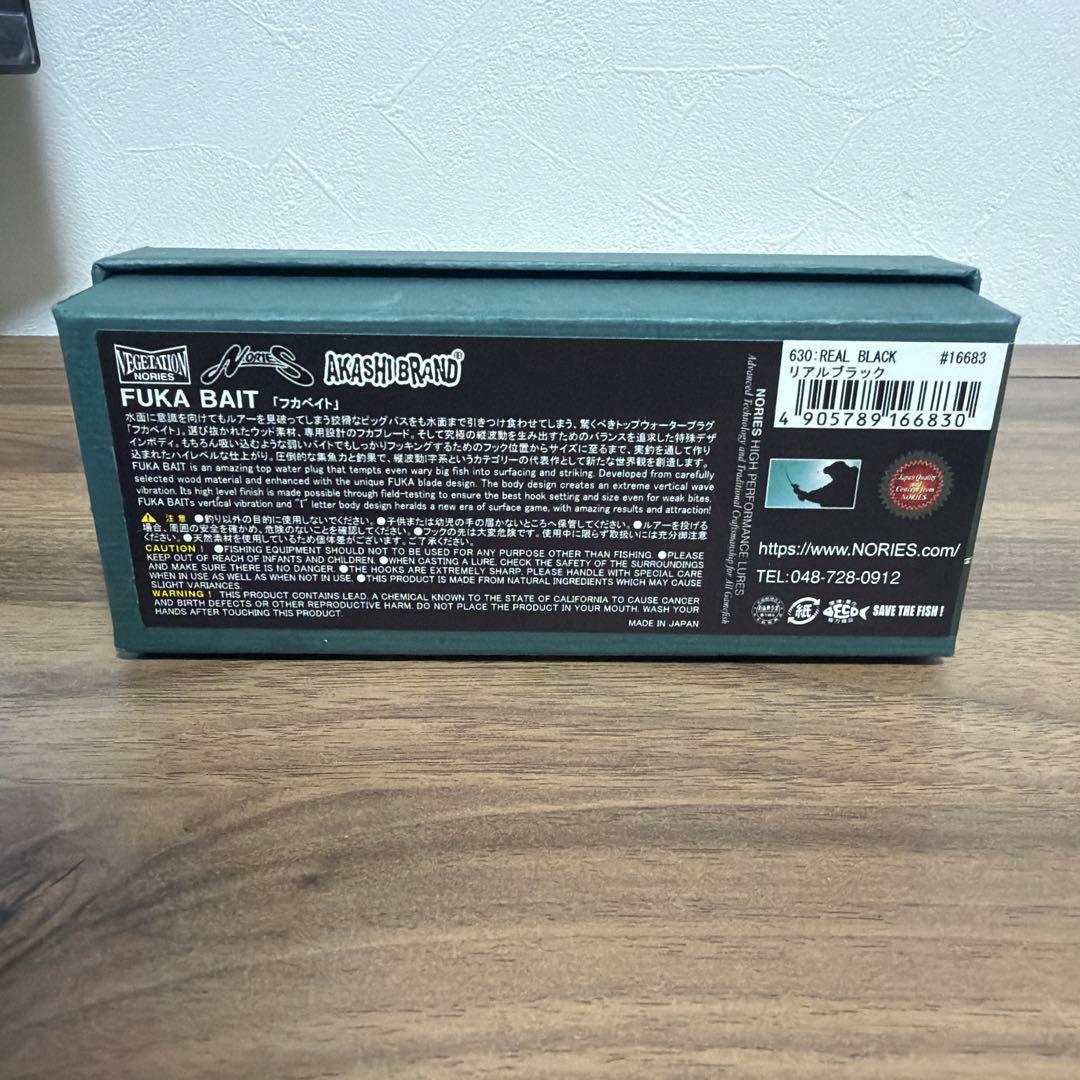 VEGETATION
NORIES
NORIES
AKASHI BRAND®
FUKA BAIT 「フカベイト」
水面に意識を向けてもルアーを見破ってしまう狡猾なビッグバスをも水面まで引きつけ食わせてしまう、驚くべきトップウォータープラグ
「フカベイト」。選び抜かれたウッド素材、専用設計のフカブレード。そして究極の縦波動を生み出すためのバランスを追求した特殊デザ
インボディ。もちろん吸い込むような弱いバイトでもしっかりフッキングするためのフック位置からサイズに至るまで、実釣を通して作り
込まれたハイレベルな仕上がり。圧倒的な集魚力と釣果で、縦波動I字系というカテゴリーの代表作として新たな世界観を創造します。
FUKA BAIT is an amazing top water plug that tempts even wary big fish into surfacing and striking. Developed from carefully
selected wood material and enhanced with the unique FUKA blade design. The body design creates an extreme vertical wave
vibration. Its high level finish is made possible through field-testing to ensure the best hook setting and size even for weak bites.
FUKA BAITs vertical vibration and "I" letter body design heralds a new era of surface game, with amazing results and attraction!
注意 ●釣り以外の目的に使用しないでください。●子供または幼児の手の届かないところへ保管してください。●ルアーを投げる
場合、周囲の安全を確かめ、危険のないことを確認してください。●フックの先は大変危険です。使用中に限らず取扱いには充分御注意
ください。●天然素材を使用しているため個体差がございます。ご了承ください。
CAUTION! ●FISHING EQUIPMENT SHOULD NOT TO BE USED FOR ANY PURPOSE OTHER THAN FISHING. ●PLEASE
KEEP OUT OF REACH OF INFANTS AND CHILDREN. ●WHEN CASTING A LURE. CHECK THE SAFETY OF THE SURROUNDINGS
AND MAKE SURE THERE IS NO DANGER. ●THE HOOKS ARE EXTREMELY SHARP. PLEASE HANDLE WITH SPECIAL CARE
WHEN IN USE AS WELL AS WHEN NOT IN USE. ●THIS PRODUCT IS MADE FROM NATURAL INGREDIENTS WHICH MAY CAUSE
SLIGHT VARIANCES.
WARNING! THIS PRODUCT CONTAINS LEAD, A CHEMICAL KNOWN TO THE STATE OF CALIFORNIA TO CAUSE CANCER
AND BIRTH DEFECTS OR OTHER REPRODUCTIVE HARM. DO NOT PLACE THE PRODUCT IN YOUR MOUTH. WASH YOUR
HANDS AFTER TOUCHING THIS PRODUCT.
MADE IN JAPAN
NORIES HIGH PERFORMANCE LURES
Advanced Technology and Traditional Craftsmanship for All Gamefish
630:REAL BLACK #16683
リアルブラック
4 905789 166830
Japan Quality
and
Concept from
NORIES
https://www.NORIES.com/
TEL:048-728-0912
紙
ECO
SAVE THE FISH!